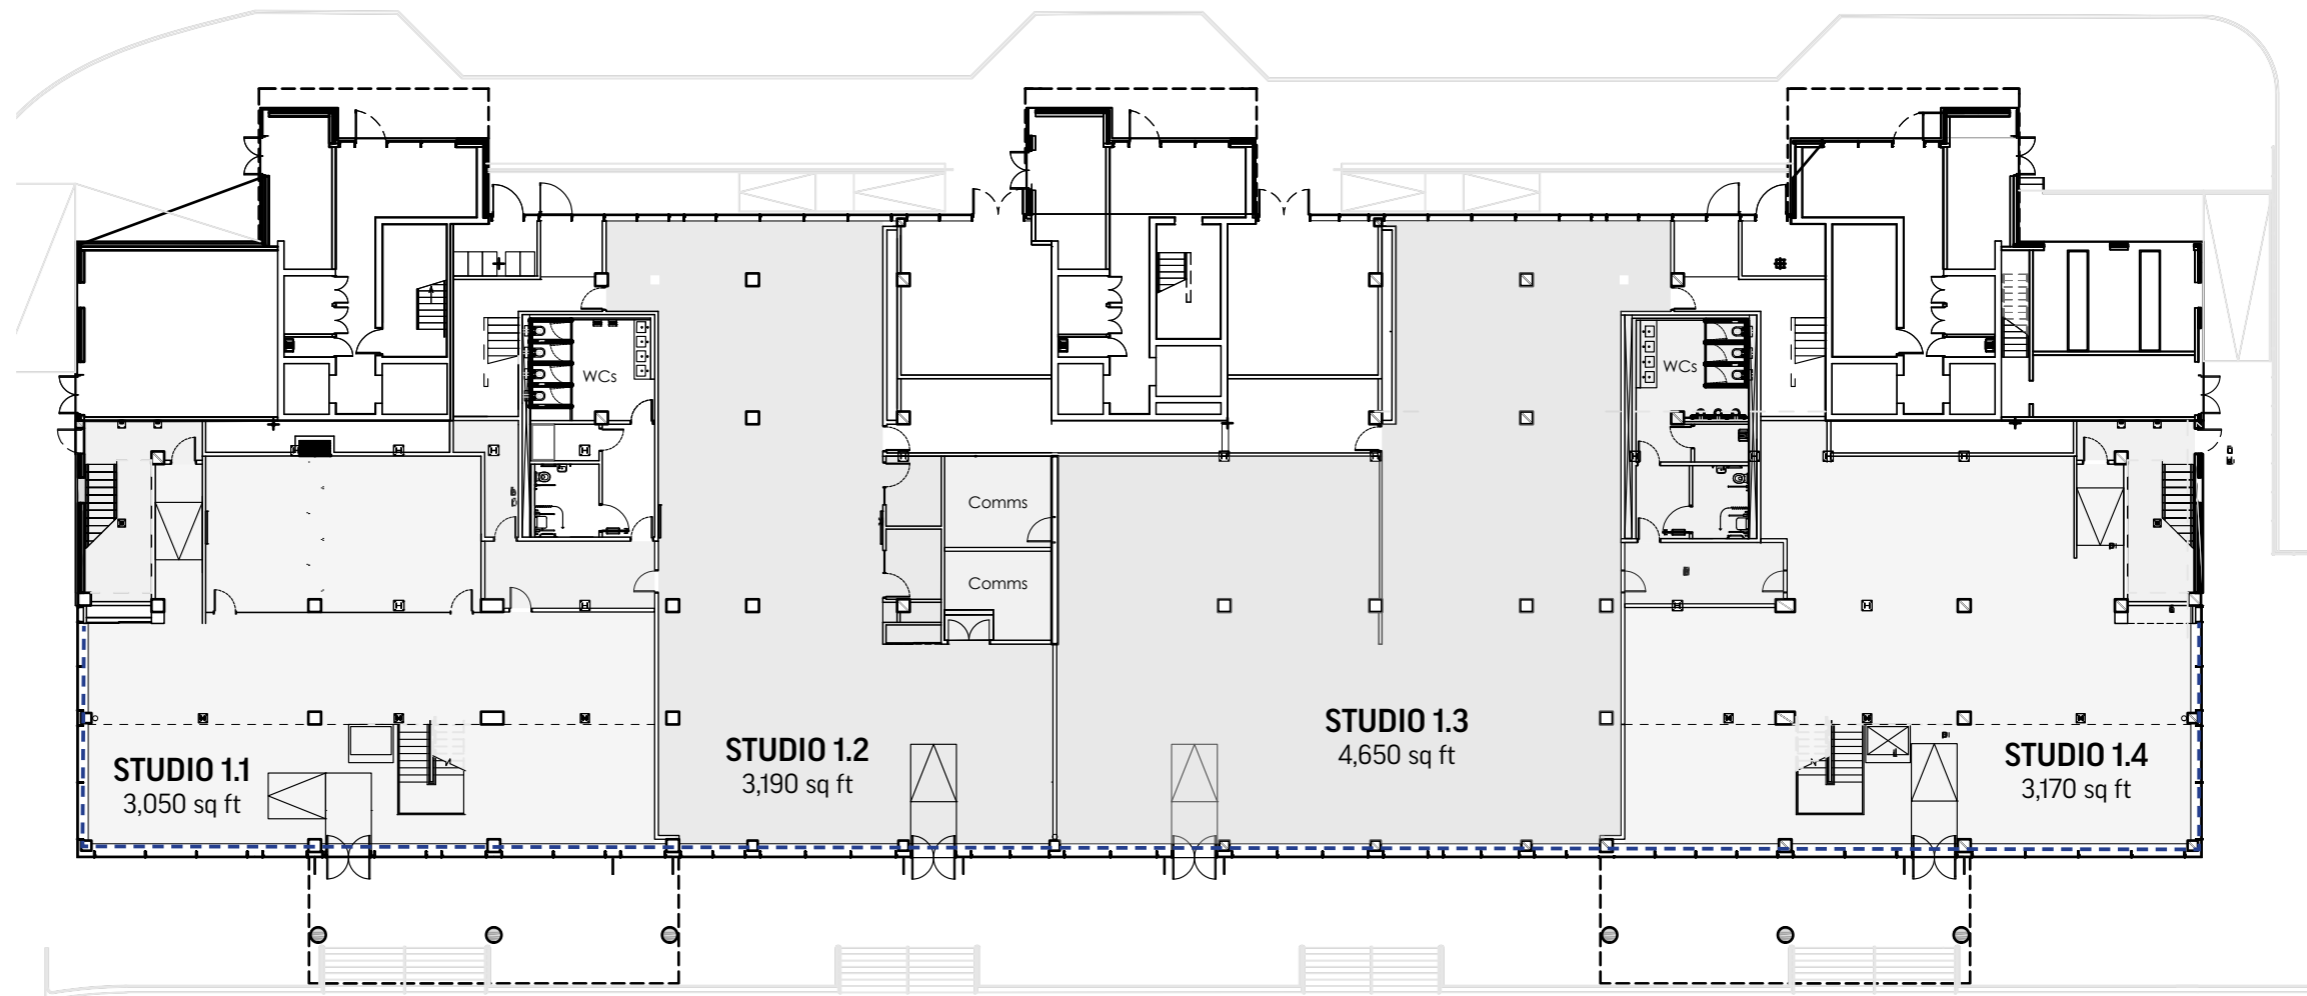 WCs
WCs
Comms
Comms
STUDIO 1.1
3,050 sq ft
STUDIO 1.2
3,190 sq ft
STUDIO 1.3
4,650 sq ft
STUDIO 1.4
3,170 sq ft